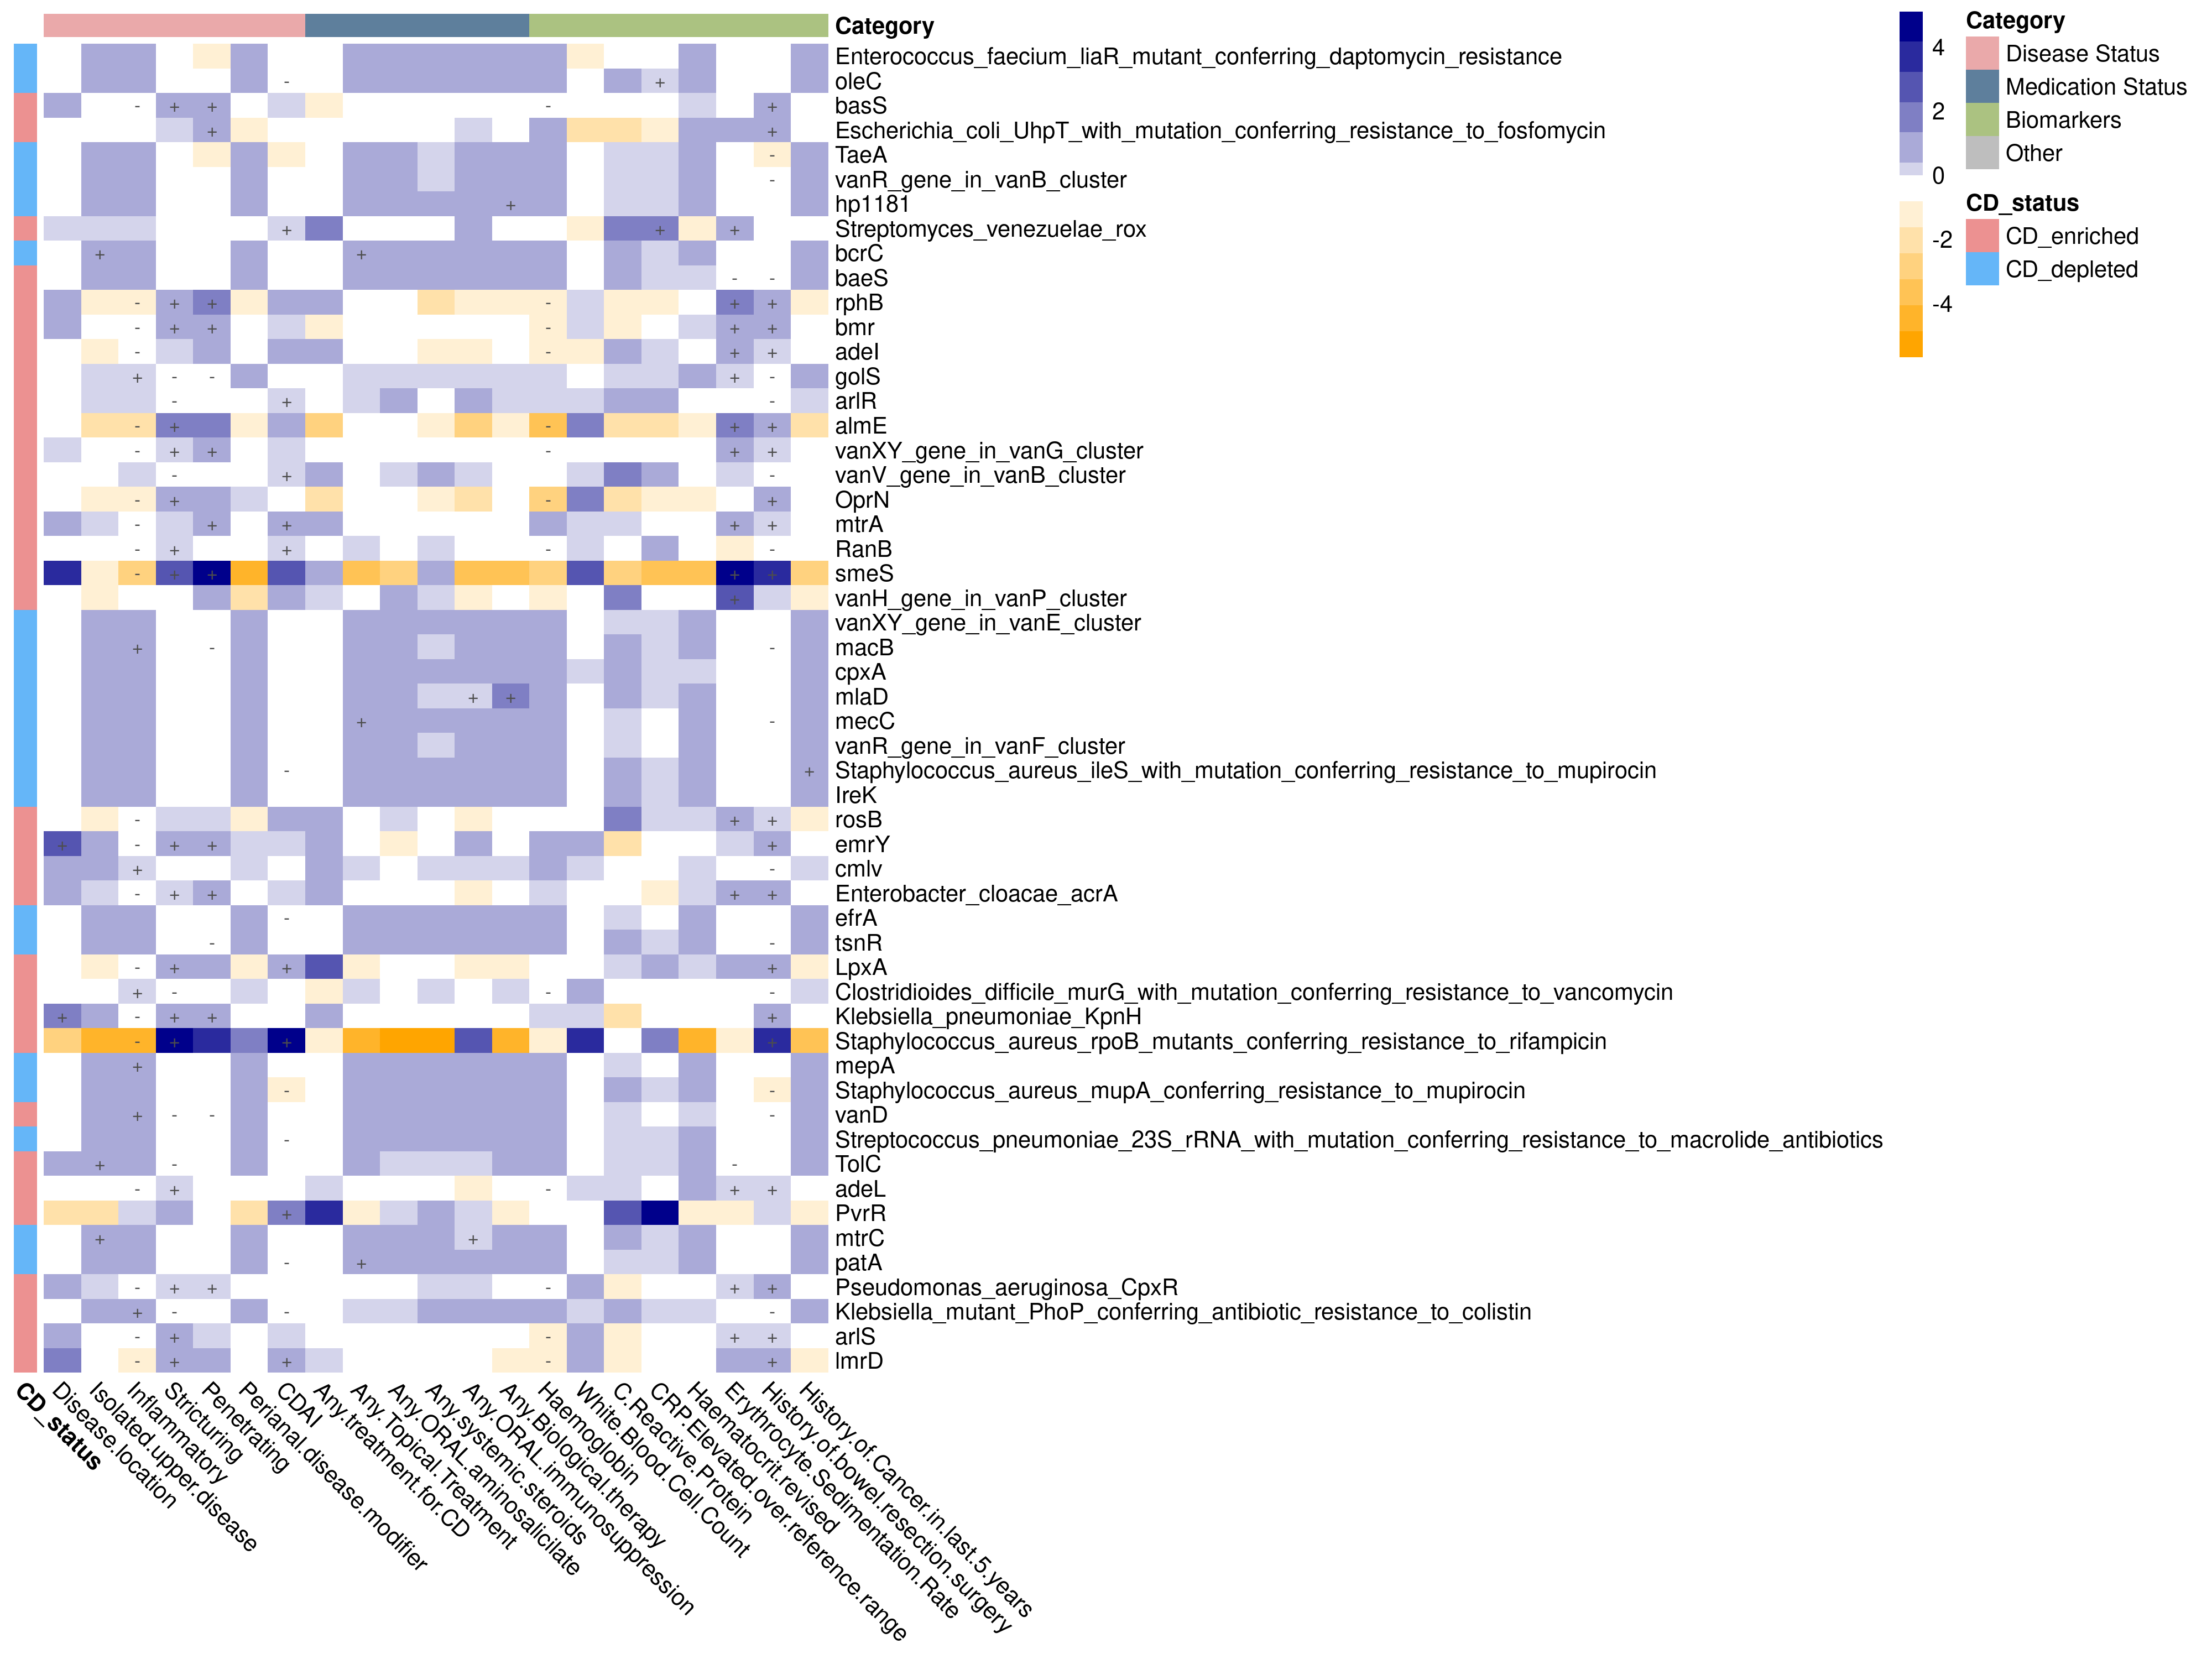 Category
Enterococcus_faecium_liaR_mutant_conferring_daptomycin_resistance
oleC
basS
Escherichia_coli_UhpT_with_mutation_conferring_resistance_to_fosfomycin
TaeA
vanR_gene_in_vanB_cluster
hp1181
Streptomyces_venezuelae_rox
bcrC
baeS
rphB
bmr
adeI
golS
arlR
almE
vanXY_gene_in_vanG_cluster
vanV_gene_in_vanB_cluster
OprN
mtrA
RanB
smeS
vanH_gene_in_vanP_cluster
vanXY_gene_in_vanE_cluster
macB
cpxA
mlaD
mecC
vanR_gene_in_vanF_cluster
Staphylococcus_aureus_ileS_with_mutation_conferring_resistance_to_mupirocin
IreK
rosB
emrY
cmlv
Enterobacter_cloacae_acrA
efrA
tsnR
LpxA
Clostridioides_difficile_murG_with_mutation_conferring_resistance_to_vancomycin
Klebsiella_pneumoniae_KpnH
Staphylococcus_aureus_rpoB_mutants_conferring_resistance_to_rifampicin
mepA
Staphylococcus_aureus_mupA_conferring_resistance_to_mupirocin
vanD
Streptococcus_pneumoniae_23S_rRNA_with_mutation_conferring_resistance_to_macrolide_antibiotics
TolC
adeL
PvrR
mtrC
patA
Pseudomonas_aeruginosa_CpxR
Klebsiella_mutant_PhoP_conferring_antibiotic_resistance_to_colistin
arlS
lmrD
CD_status
Disease.location
Isolated.upper.disease
Inflammatory
Stricturing
Penetrating
Perianal.disease.modifier
CDAI
Any.treatment.for.CD
Any.Topical.Treatment
Any.ORAL.aminosalicilate
Any.systemic.steroids
Any.ORAL.immunosuppression
Any.Biological.therapy
Haemoglobin
White.Blood.Cell.Count
C.Reactive.Protein
CRP.Elevated.over.reference.range
Haematocrit.revised
Erythrocyte.Sedimentation.Rate
History.of.bowel.resection.surgery
History.of.Cancer.in.last.5.years
4
2
0
-2
-4
Category
Disease Status
Medication Status
Biomarkers
Other
CD_status
CD_enriched
CD_depleted